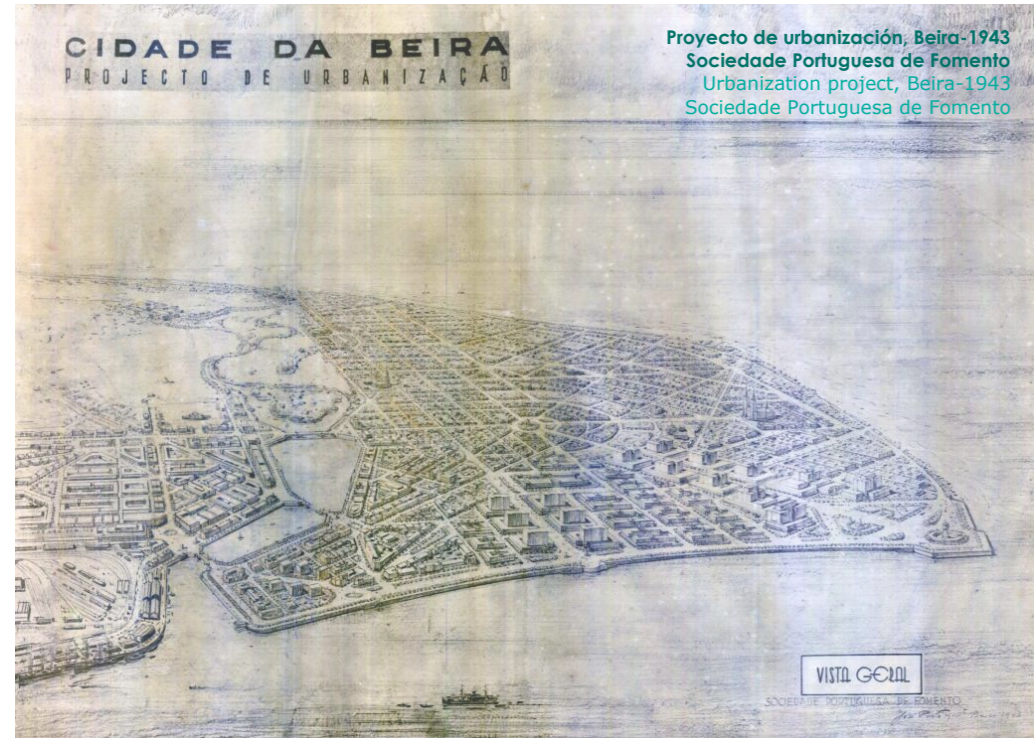 CIDADE DA BEIRA
PROJECTO DE URBANIZAÇÃO
Proyecto de urbanización, Beira-1943
Sociedade Portuguesa de Fomento
Urbanization project, Beira-1943
Sociedade Portuguesa de Fomento
VISTA GERAL
SOCIEDADE PORTUGUESA DE FOMENTO